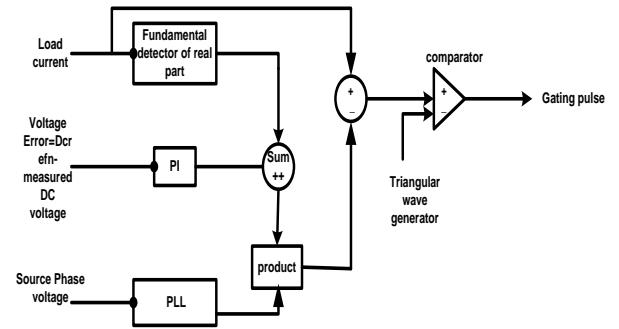 Load
current
Fundamental
detector of real
part
comparator
+
–
+
–
Gating pulse
Voltage
Error=Dcr
efn-
measured
DC
voltage
PI
Sum
++
Triangular
wave
generator
product
Source Phase
voltage
PLL